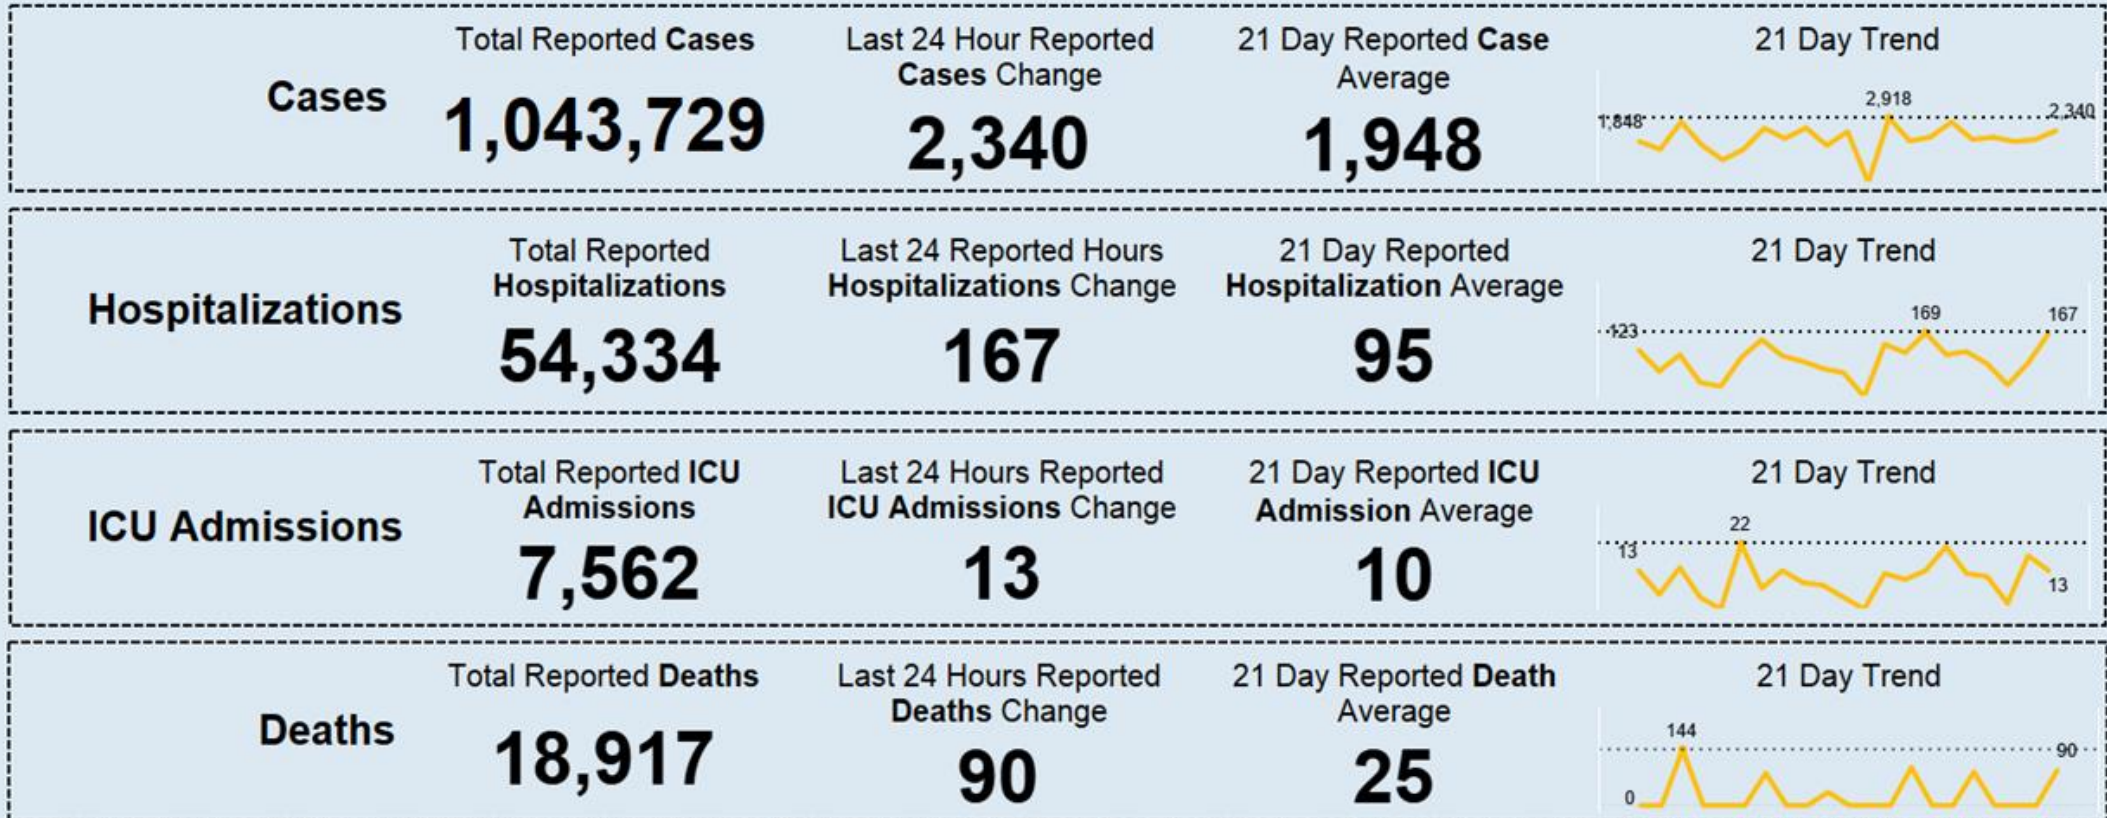 Cases
Total Reported Cases
1,043,729
Last 24 Hour Reported
Cases Change
2,340
21 Day Reported Case
Average
1,948
21 Day Trend
1,848
2,918
2,340
Hospitalizations
Total Reported
Hospitalizations
54,334
Last 24 Reported Hours
Hospitalizations Change
167
21 Day Reported
Hospitalization Average
95
21 Day Trend
123
169
167
ICU Admissions
Total Reported ICU
Admissions
7,562
Last 24 Hours Reported
ICU Admissions Change
13
21 Day Reported ICU
Admission Average
10
21 Day Trend
13
22
13
Deaths
Total Reported Deaths
18,917
Last 24 Hours Reported
Deaths Change
90
21 Day Reported Death
Average
25
21 Day Trend
0
144
90